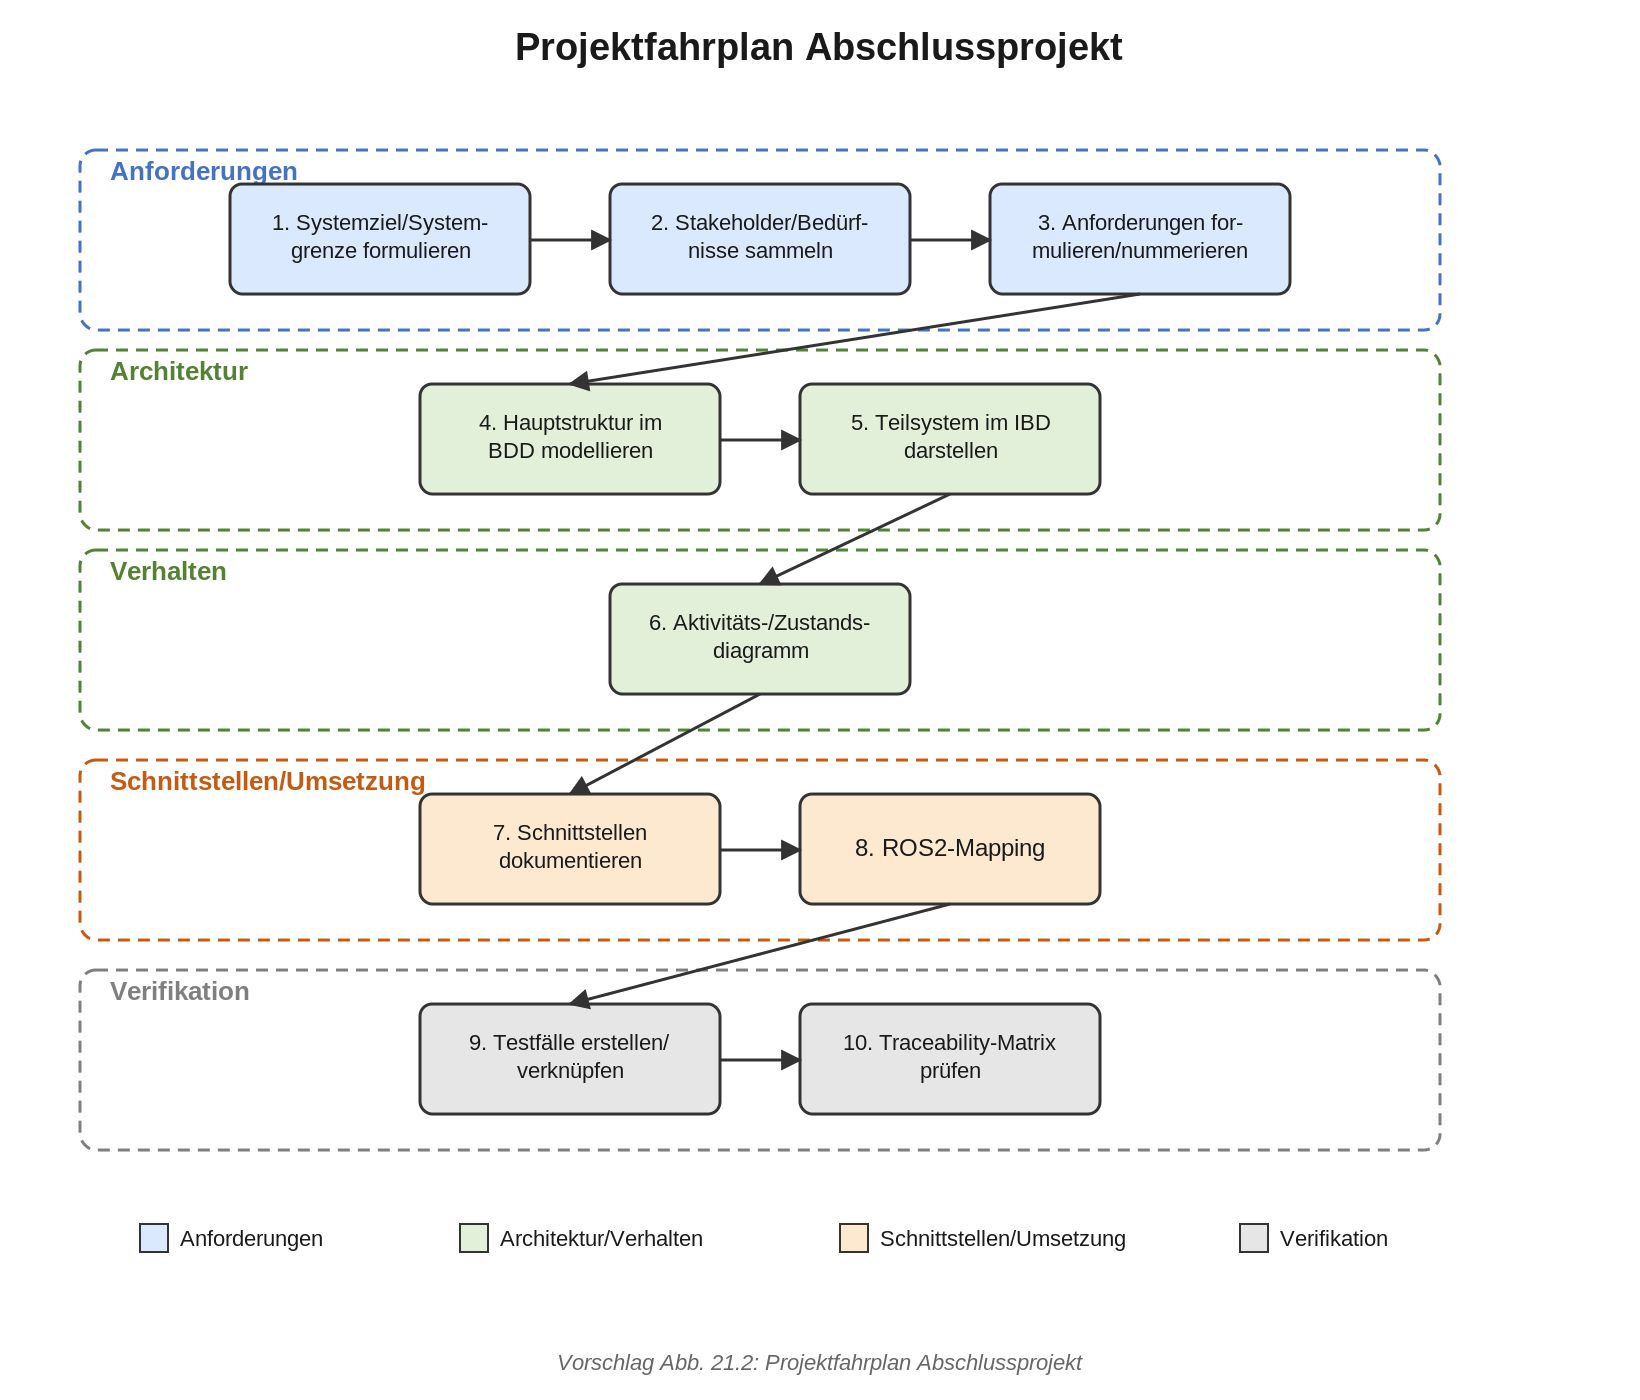 Projektfahrplan Abschlussprojekt
Anforderungen
1. Systemziel/System-
grenze formulieren
2. Stakeholder/Bedürf-
nisse sammeln
3. Anforderungen for-
mulieren/nummerieren
Architektur
4. Hauptstruktur im
BDD modellieren
5. Teilsystem im IBD
darstellen
Verhalten
6. Aktivitäts-/Zustands-
diagramm
Schnittstellen/Umsetzung
7. Schnittstellen
dokumentieren
8. ROS2-Mapping
Verifikation
9. Testfälle erstellen/
verknüpfen
10. Traceability-Matrix
prüfen
Anforderungen
Architektur/Verhalten
Schnittstellen/Umsetzung
Verifikation
Vorschlag Abb. 21.2: Projektfahrplan Abschlussprojekt